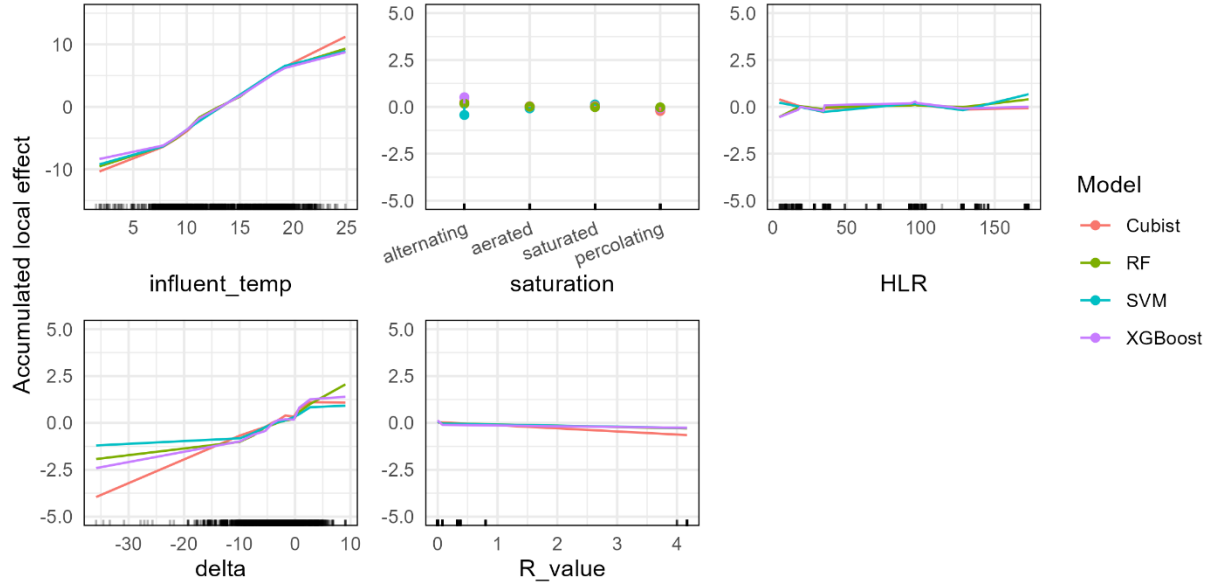 Accumulated local effect
10
0
-10
5
10
15
20
25
influent_temp
5.0
2.5
0.0
-2.5
-5.0
alternating
aerated
saturated
percolating
saturation
5.0
2.5
0.0
-2.5
-5.0
0
50
100
150
HLR
5.0
2.5
0.0
-2.5
-5.0
-30
-20
-10
0
10
delta
5.0
2.5
0.0
-2.5
-5.0
0
1
2
3
4
R_value
Model
Cubist
RF
SVM
XGBoost